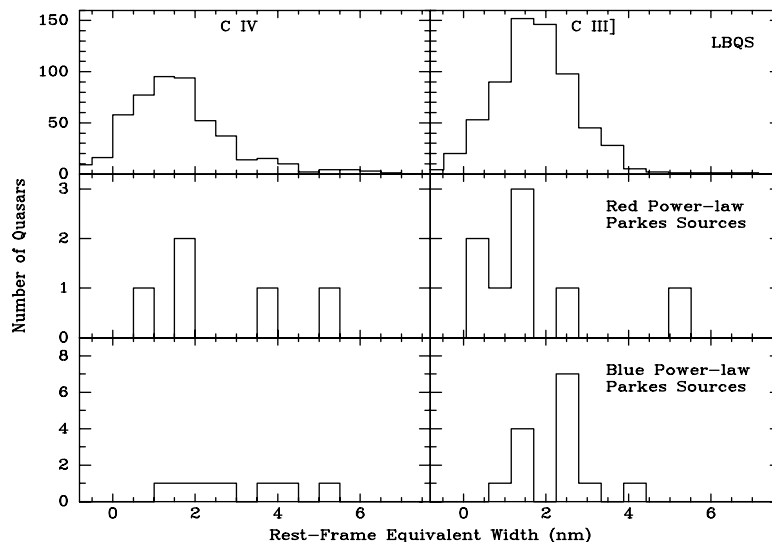 C IV
C III]
LBQS
150
100
50
0
3
2
1
0
Red Power-law
Parkes Sources
8
6
4
2
0
Blue Power-law
Parkes Sources
0 2 4 6
0 2 4 6
Number of Quasars
Rest-Frame Equivalent Width (nm)